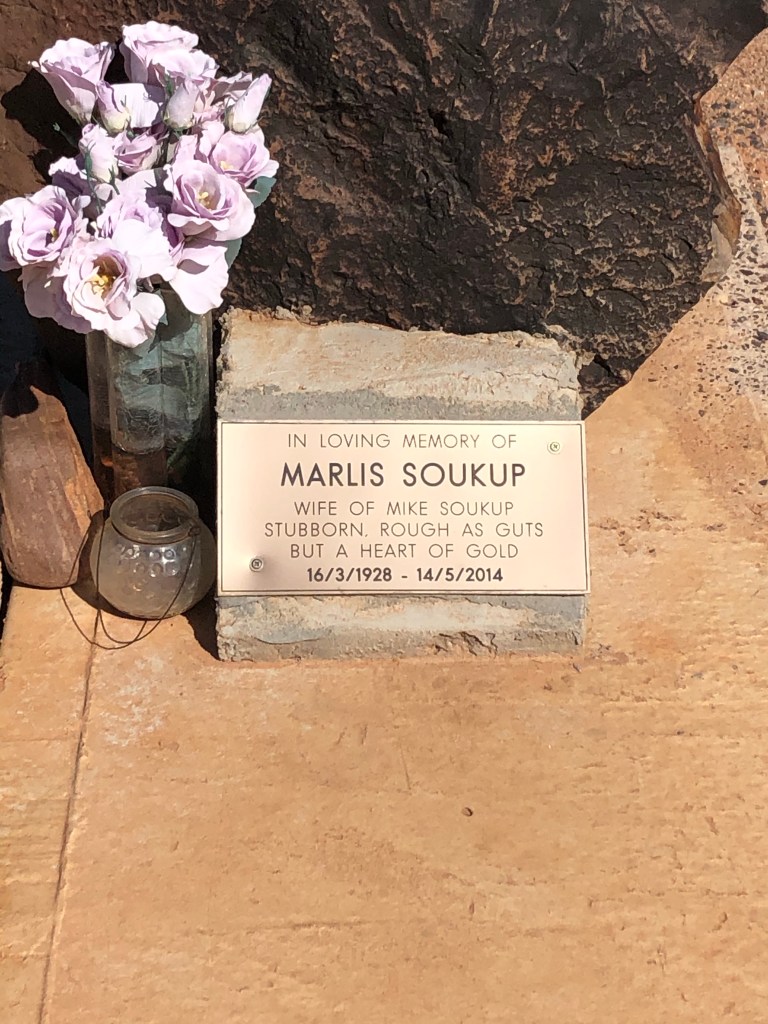 IN LOVING MEMORY OF
MARLIS SOUKUP
WIFE OF MIKE SOUKUP
STUBBORN, ROUGH AS GUTS
BUT A HEART OF GOLD
16/3/1928 - 14/5/2014